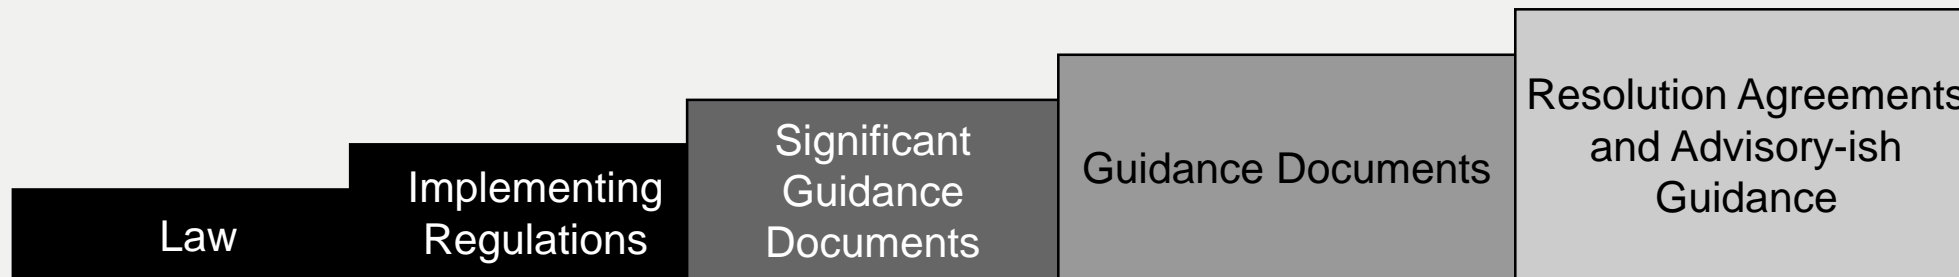 Law
Implementing
Regulations
Significant
Guidance
Documents
Guidance Documents
Resolution Agreements
and Advisory-ish
Guidance